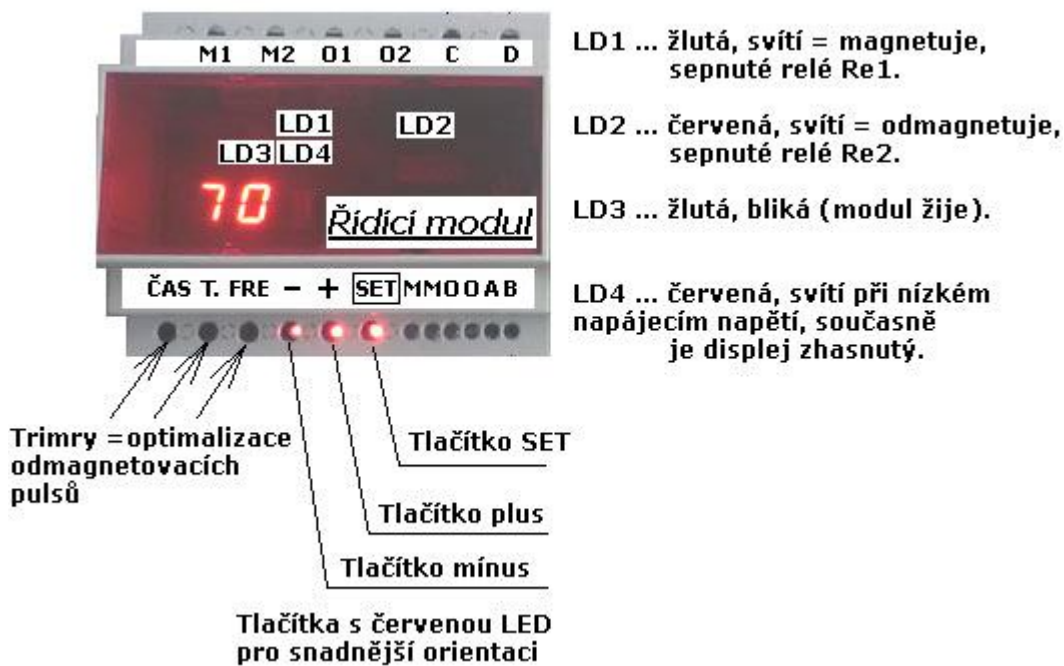 M1 M2 O1 O2 C D
LD1 LD2
LD3 LD4
70
Řídící modul
ČAS T. FRE - + SET MMOOAB
LD1 ... žlutá, svítí = magnetuje,
sepnuté relé Re1.
LD2 ... červená, svítí = odmagnetuje,
sepnuté relé Re2.
LD3 ... žlutá, bliká (modul žije).
LD4 ... červená, svítí při nízkém
napájecím napětí, současně
je displej zhasnutý.
Trimry =optimalizace
odmagnetovacích
pulsů
Tlačítko SET
Tlačítko plus
Tlačítko mínus
Tlačítka s červenou LED
pro snadnější orientaci